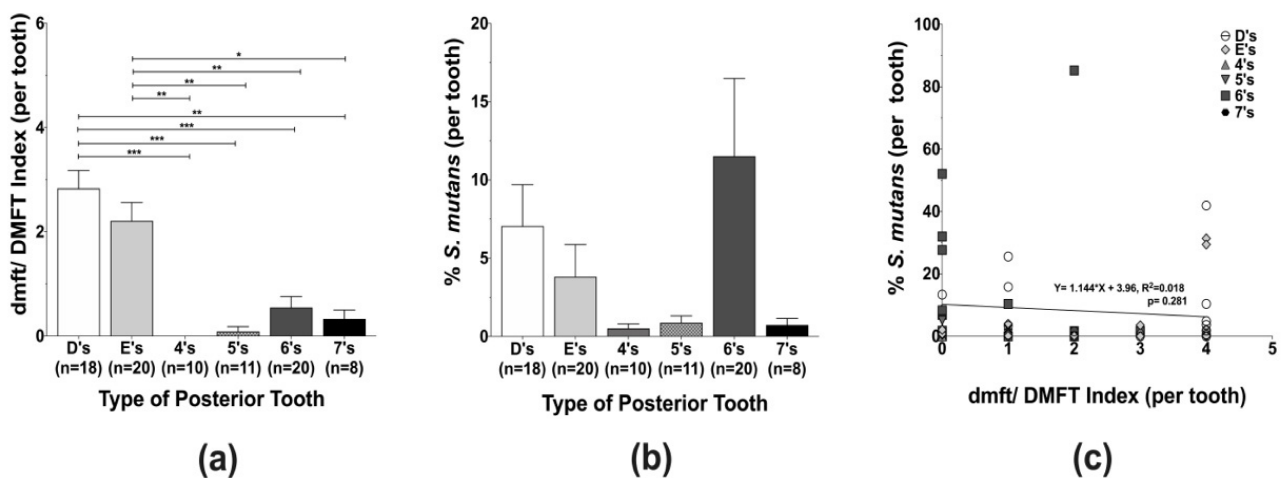 dmft/ DMFT Index (per tooth)
6
4
2
0
*
**
**
**
**
***
***
***
D's
(n=18)
E's
(n=20)
4's
(n=10)
5's
(n=11)
6's
(n=20)
7's
(n=8)
Type of Posterior Tooth
(a)
% S. mutans (per tooth)
20
15
10
5
0
D's
(n=18)
E's
(n=20)
4's
(n=10)
5's
(n=11)
6's
(n=20)
7's
(n=8)
Type of Posterior Tooth
(b)
% S. mutans (per tooth)
100
80
60
40
20
0
D's
E's
4's
5's
6's
7's
Y= 1.144*X + 3.96, R²=0.018
p= 0.281
0 1 2 3 4 5
dmft/ DMFT Index (per tooth)
(c)